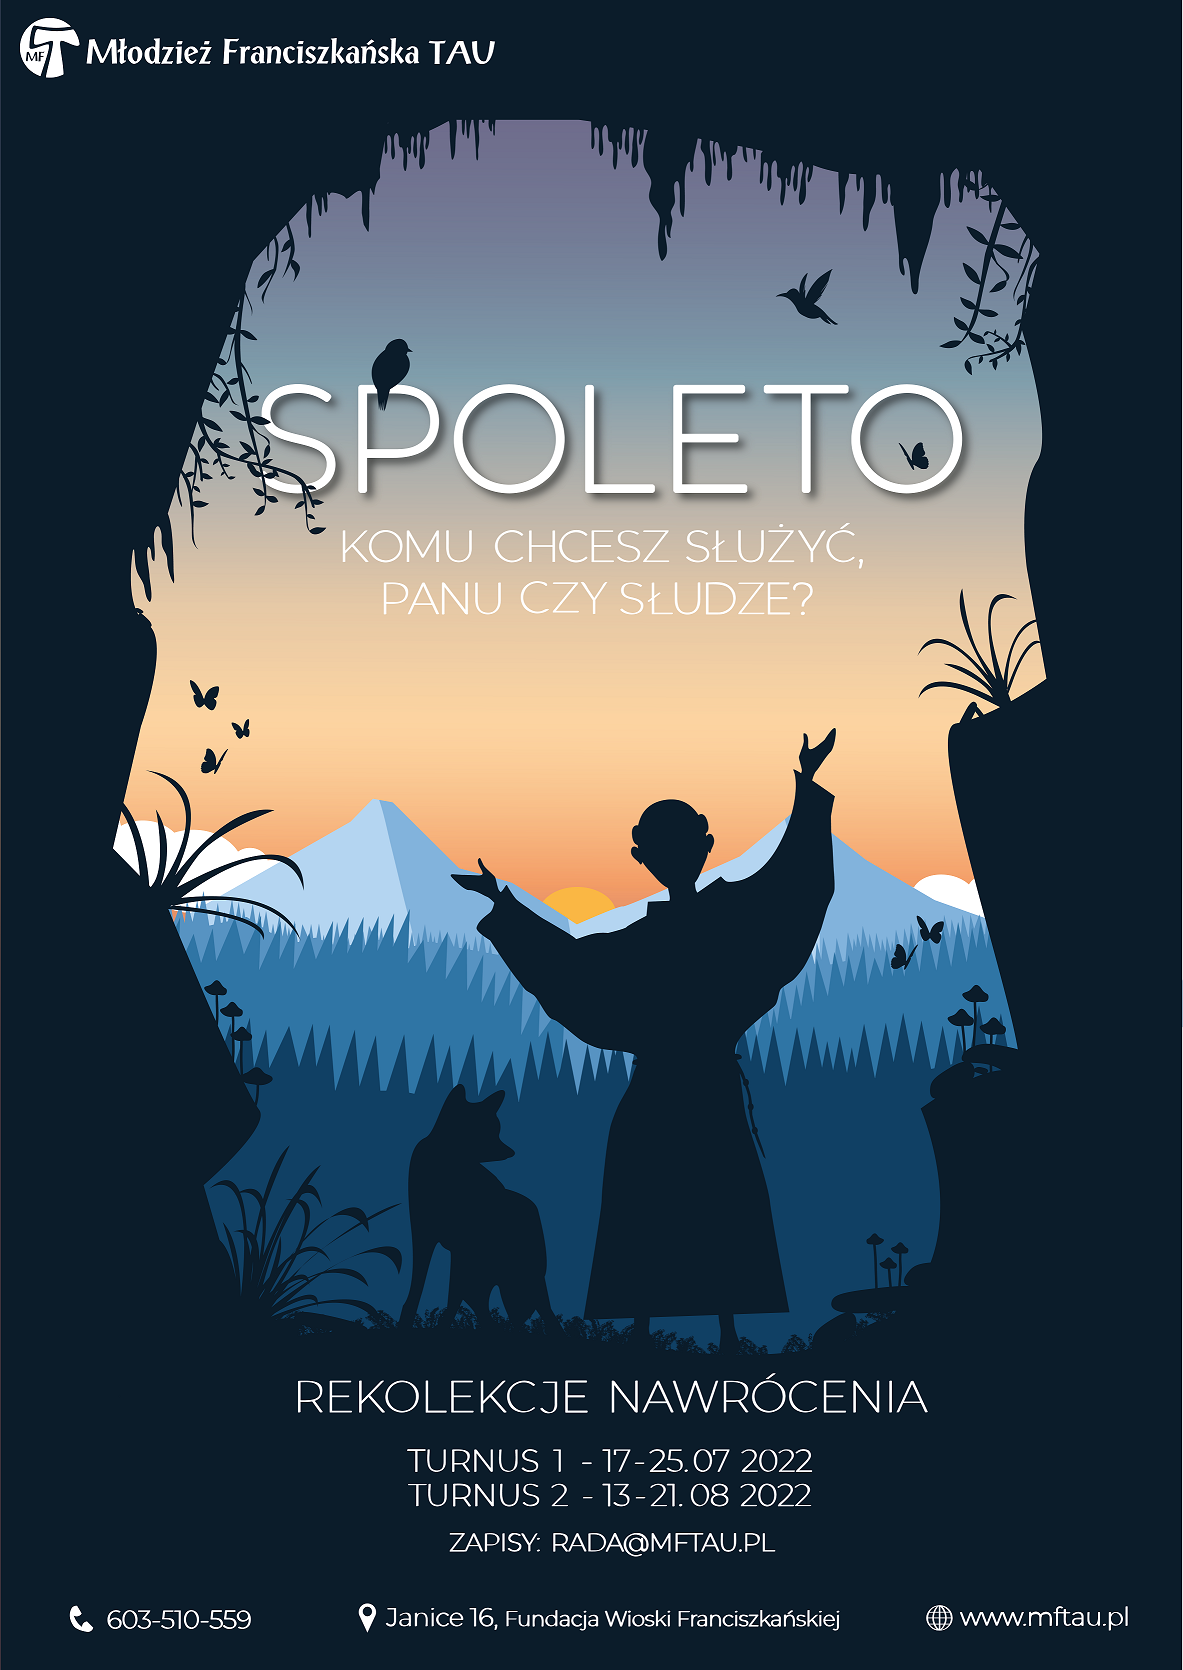 MF Młodzież Franciszkańska TAU
SPOLETO
KOMU CHCESZ SŁUŻYĆ,
PANU CZY SŁUDZE?
REKOLEKCJE NAWRÓCENIA
TURNUS 1 - 17-25.07 2022
TURNUS 2 - 13-21.08 2022
ZAPISY: RADA@MFTAU.PL
603-510-559
Janice 16, Fundacja Wioski Franciszkańskiej
www.mftau.pl